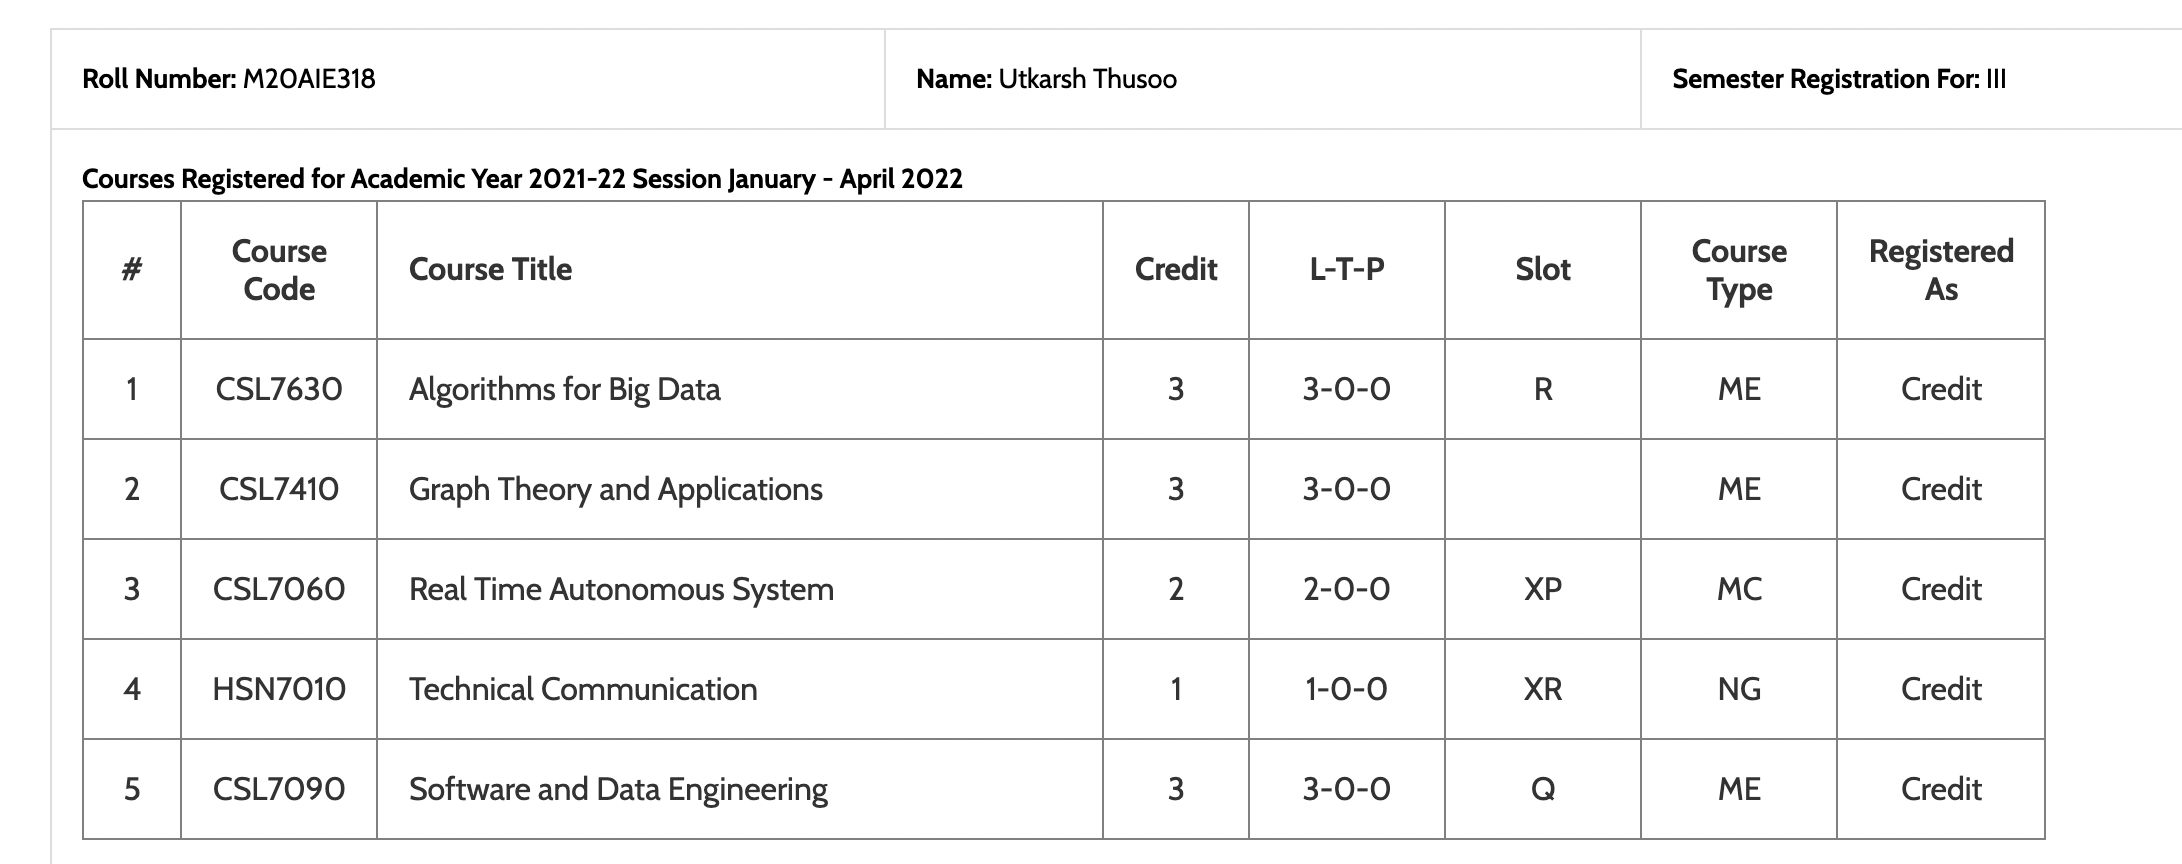 Roll Number: M20AIE318 Name: Utkarsh Thusoo Semester Registration For: III
Courses Registered for Academic Year 2021-22 Session January - April 2022
# Course Code Course Title Credit L-T-P Slot Course Type Registered As
1 CSL7630 Algorithms for Big Data 3 3-0-0 R ME Credit
2 CSL7410 Graph Theory and Applications 3 3-0-0 ME Credit
3 CSL7060 Real Time Autonomous System 2 2-0-0 XP MC Credit
4 HSN7010 Technical Communication 1 1-0-0 XR NG Credit
5 CSL7090 Software and Data Engineering 3 3-0-0 Q ME Credit